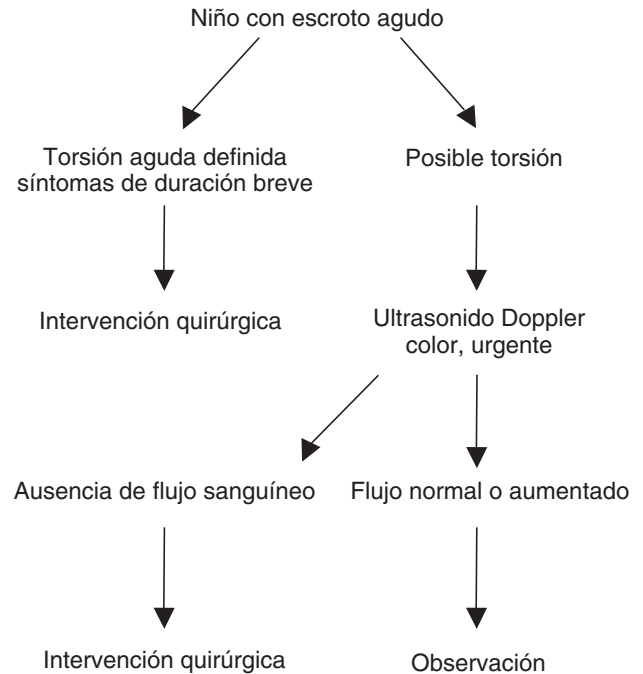 Niño con escroto agudo
Torsión aguda definida
síntomas de duración breve
Posible torsión
Intervención quirúrgica
Ultrasonido Doppler
color, urgente
Ausencia de flujo sanguíneo
Flujo normal o aumentado
Intervención quirúrgica
Observación